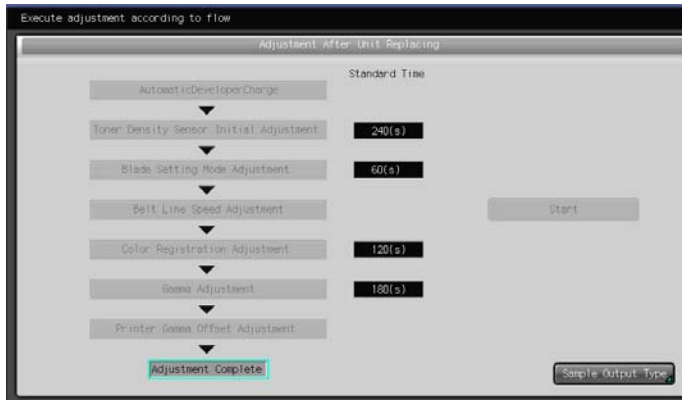 Execute adjustment according to flow
Adjustment After Unit Replacing
Standard Time
AutomaticDeveloperCharge
Toner Density Sensor Initial Adjustment
240(s)
Blade Setting Mode Adjustment
60(s)
Belt Line Speed Adjustment
Start
Color Registration Adjustment
120(s)
Gamma Adjustment
180(s)
Printer Gamma Offset Adjustment
Adjustment Complete
Sample Output Type